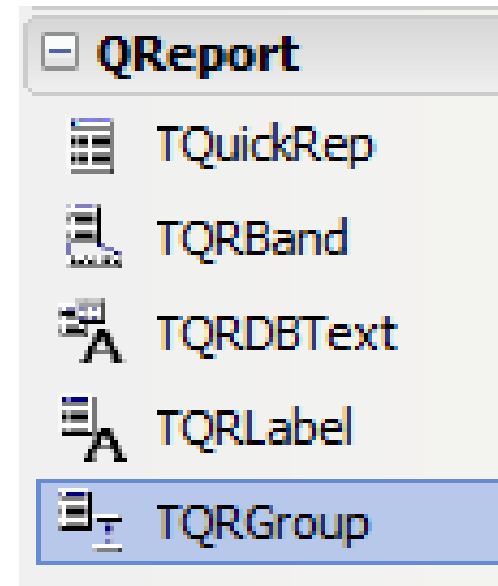 QReport
TQuickRep
TQRBand
TQRDBText
TQRLabel
TQRGroup